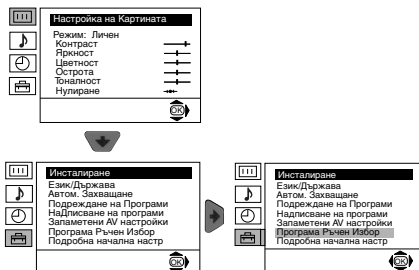 Настройка на Картината
Режим: Личен
Контраст
Яркност
Цветност
Острота
Тоналност
Нулиране
OK
Инсталиране
Език/Държава
Автом. Захващане
Подреждане на Програми
НаДписване на програми
Запаметени AV настройки
Програма Ръчен Избор
Подробна начална настр
OK
Инсталиране
Език/Държава
Автом. Захващане
Подреждане на Програми
Надписване на програми
Запаметени AV настройки
Програма Ръчен Избор
Подробна начална настр
OK